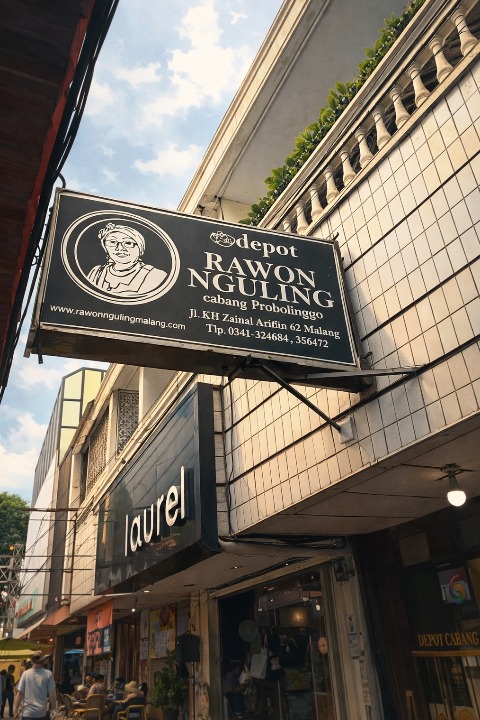 depot
RAWON
NGULING
cabang Probolinggo
Jl. KH Zainal Arifin 62 Malang
Tlp. 0341-324684 , 356472
www.rawonngulingmalang.com
laurel
DEPOT CABANG